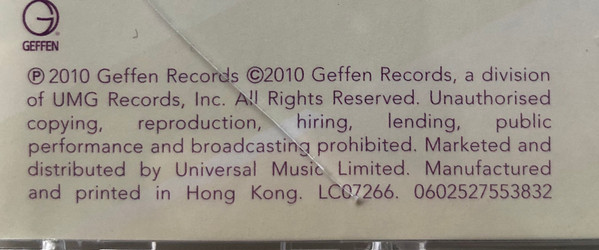 GEFFEN
℗ 2010 Geffen Records ©2010 Geffen Records, a division
of UMG Records, Inc. All Rights Reserved. Unauthorised
copying, reproduction, hiring, lending, public
performance and broadcasting prohibited. Marketed and
distributed by Universal Music Limited. Manufactured
and printed in Hong Kong. LC07266. 0602527553832